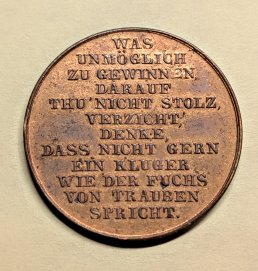 WAS
UNMÖGLICH
ZU GEWINNEN,
DARAUF
THU' NICHT STOLZ,
VERZICHT,
DENKE,
DASS NICHT GERN
EIN KLUGER
WIE DER FUCHS
VON TRAUBEN
SPRICHT.